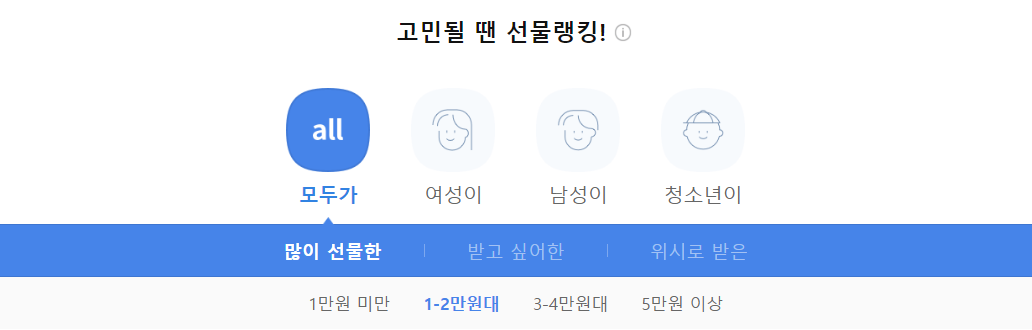 고민될 땐 선물랭킹!
all
모두가 여성이 남성이 청소년이
많이 선물한 받고 싶어한 위시로 받은
1만원 미만 1-2만원대 3-4만원대 5만원 이상